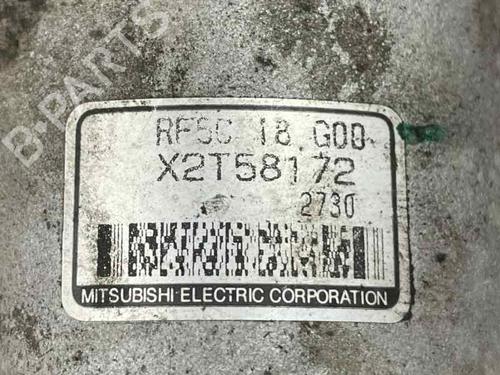 B-PARTS
RF5C 18 G00
X2T58172
2730
MITSUBISHI ELECTRIC CORPORATION